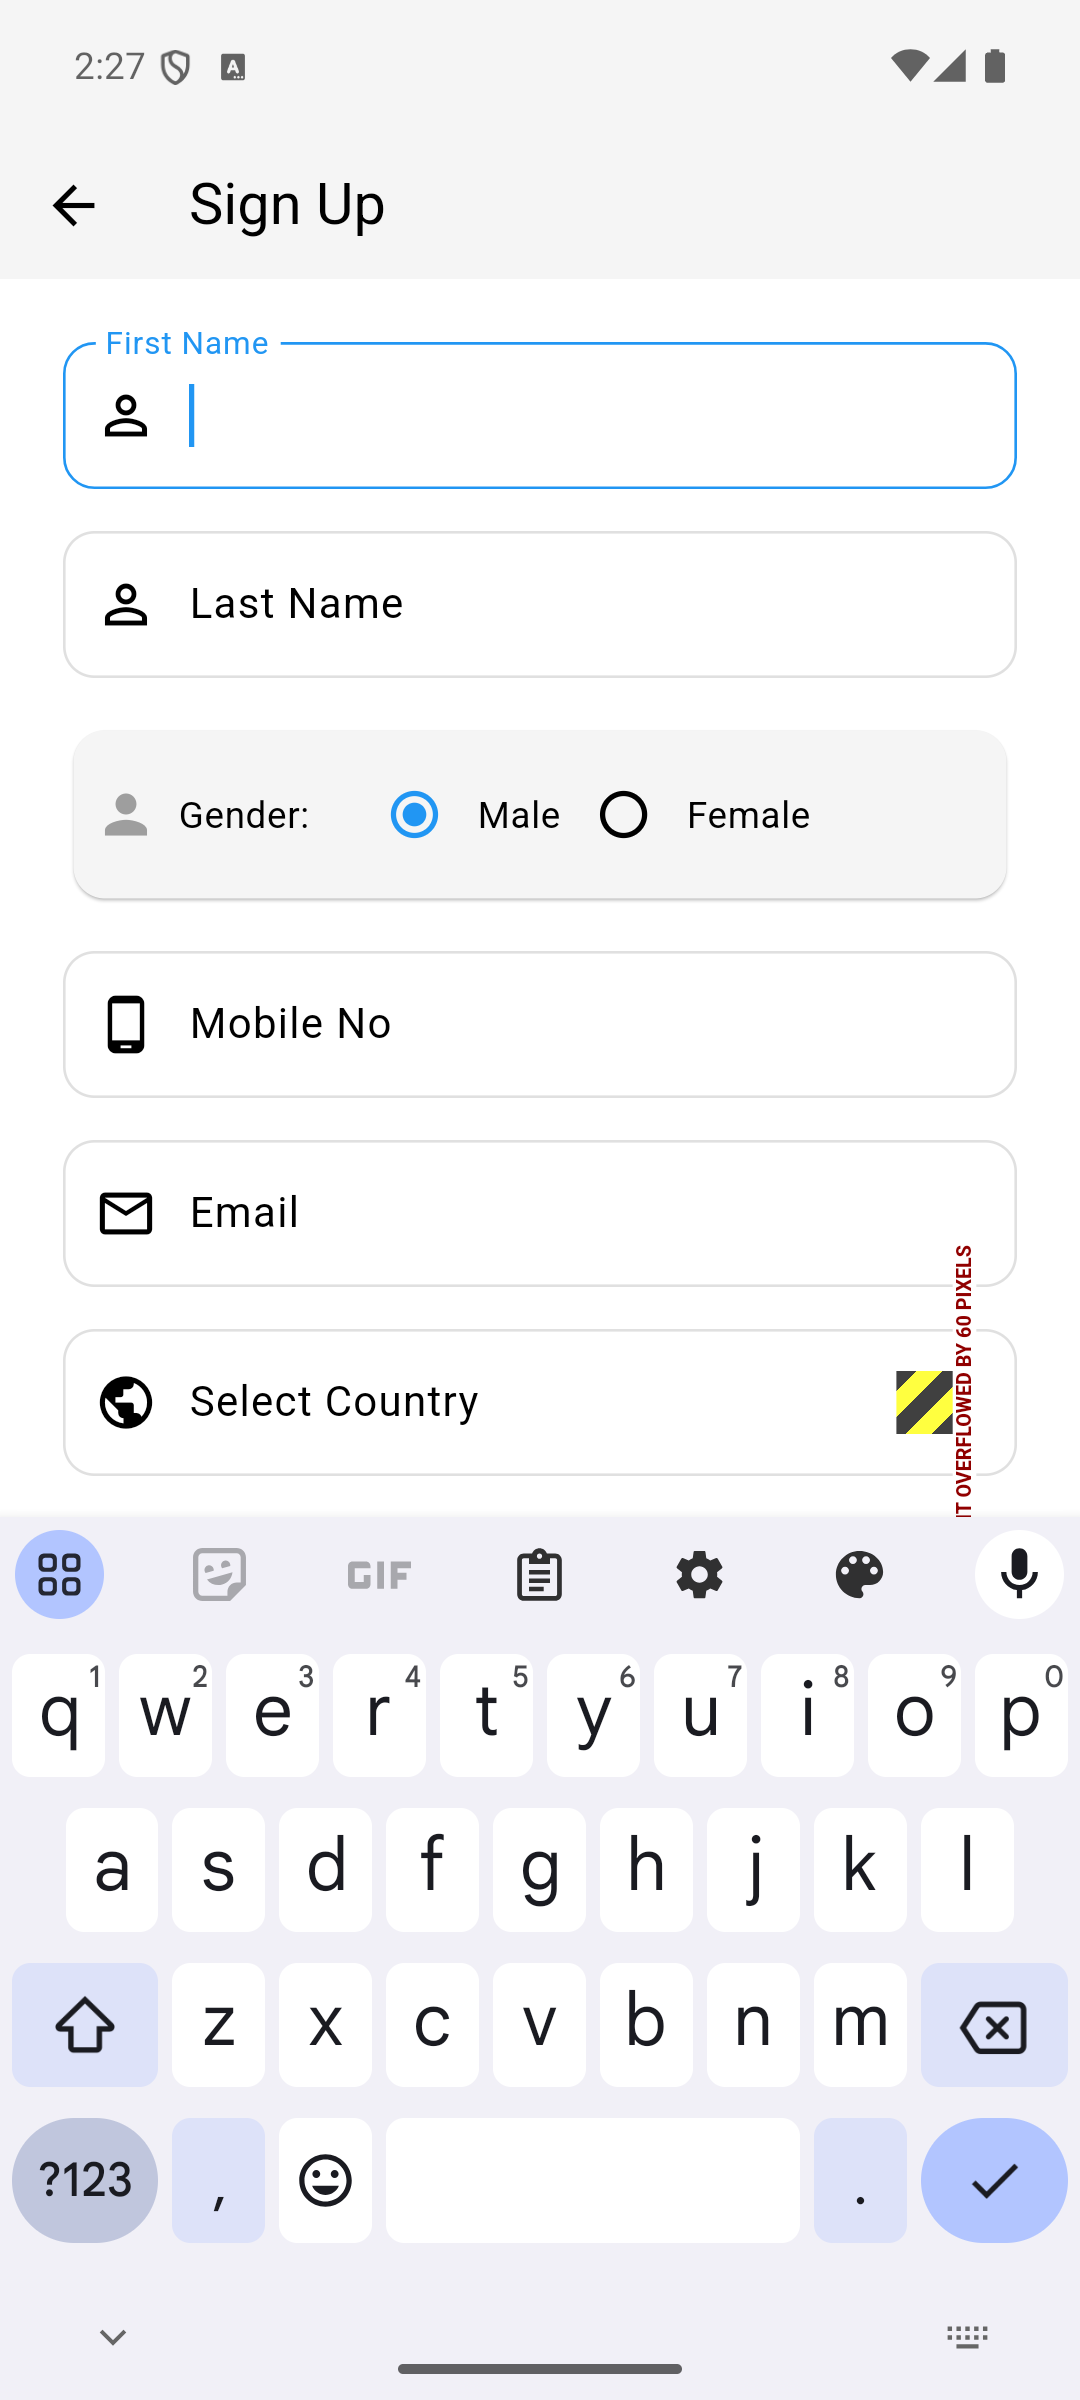 2:27
Sign Up
First Name
Last Name
Gender: Male Female
Mobile No
Email
Select Country
OVERFLOWED BY 60 PIXELS
GIF
q 1 w 2 e 3 r 4 t 5 y 6 u 7 i 8 o 9 p 0
a s d f g h j k l
z x c v b n m
?123 , .